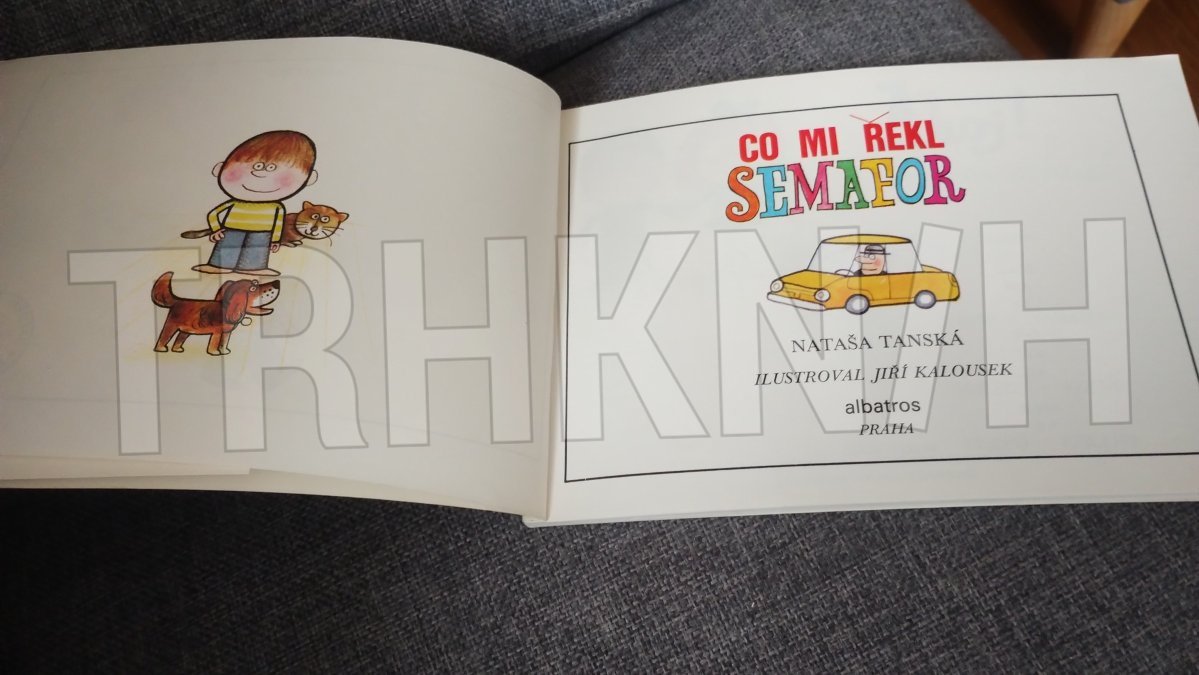 CO MI ŘEKL
SEMAFOR
NATAŠA TANSKÁ
ILUSTROVAL JIŘÍ KALOUSEK
albatros
PRAHA
TRHKNIH